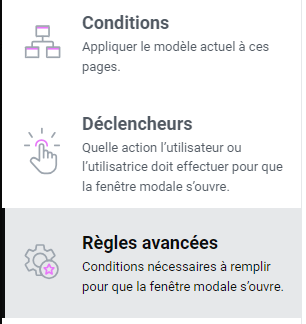 Conditions
Appliquer le modèle actuel à ces
pages.
Déclencheurs
Quelle action l’utilisateur ou
l’utilisatrice doit effectuer pour que
la fenêtre modale s’ouvre.
Règles avancées
Conditions nécessaires à remplir
pour que la fenêtre modale s’ouvre.